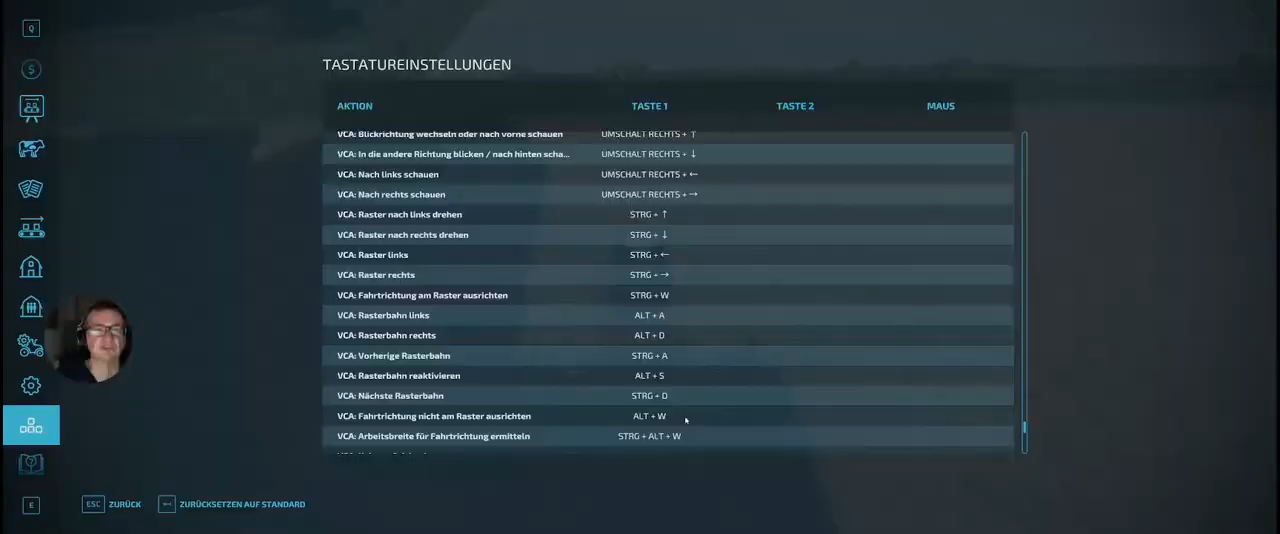 Q
TASTATUREINSTELLUNGEN
$
AKTION TASTE 1 TASTE 2 MAUS
VCA: Blickrichtung wechseln oder nach vorne schauen UMSCHALT RECHTS + ↑
VCA: In die andere Richtung blicken / nach hinten scha... UMSCHALT RECHTS + ↓
VCA: Nach links schauen UMSCHALT RECHTS + ←
VCA: Nach rechts schauen UMSCHALT RECHTS + →
VCA: Raster nach links drehen STRG + ↑
VCA: Raster nach rechts drehen STRG + ↓
VCA: Raster links STRG + ←
VCA: Raster rechts STRG + →
VCA: Fahrtrichtung am Raster ausrichten STRG + W
VCA: Rasterbahn links ALT + A
VCA: Rasterbahn rechts ALT + D
VCA: Vorherige Rasterbahn STRG + A
VCA: Rasterbahn reaktivieren ALT + S
VCA: Nächste Rasterbahn STRG + D
VCA: Fahrtrichtung nicht am Raster ausrichten ALT + W
VCA: Arbeitsbreite für Fahrtrichtung ermitteln STRG + ALT + W
E
ESC ZURÜCK ZURÜCKSETZEN AUF STANDARD